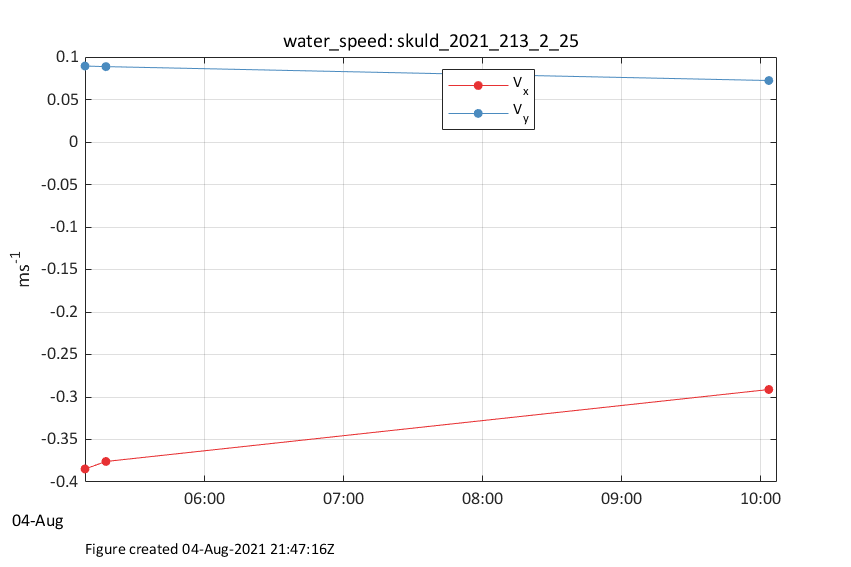 water_speed: skuld_2021_213_2_25
0.1
0.05
0
-0.05
-0.1
-0.15
-0.2
-0.25
-0.3
-0.35
-0.4
ms-1
Vx
Vy
06:00 07:00 08:00 09:00 10:00
04-Aug
Figure created 04-Aug-2021 21:47:16Z